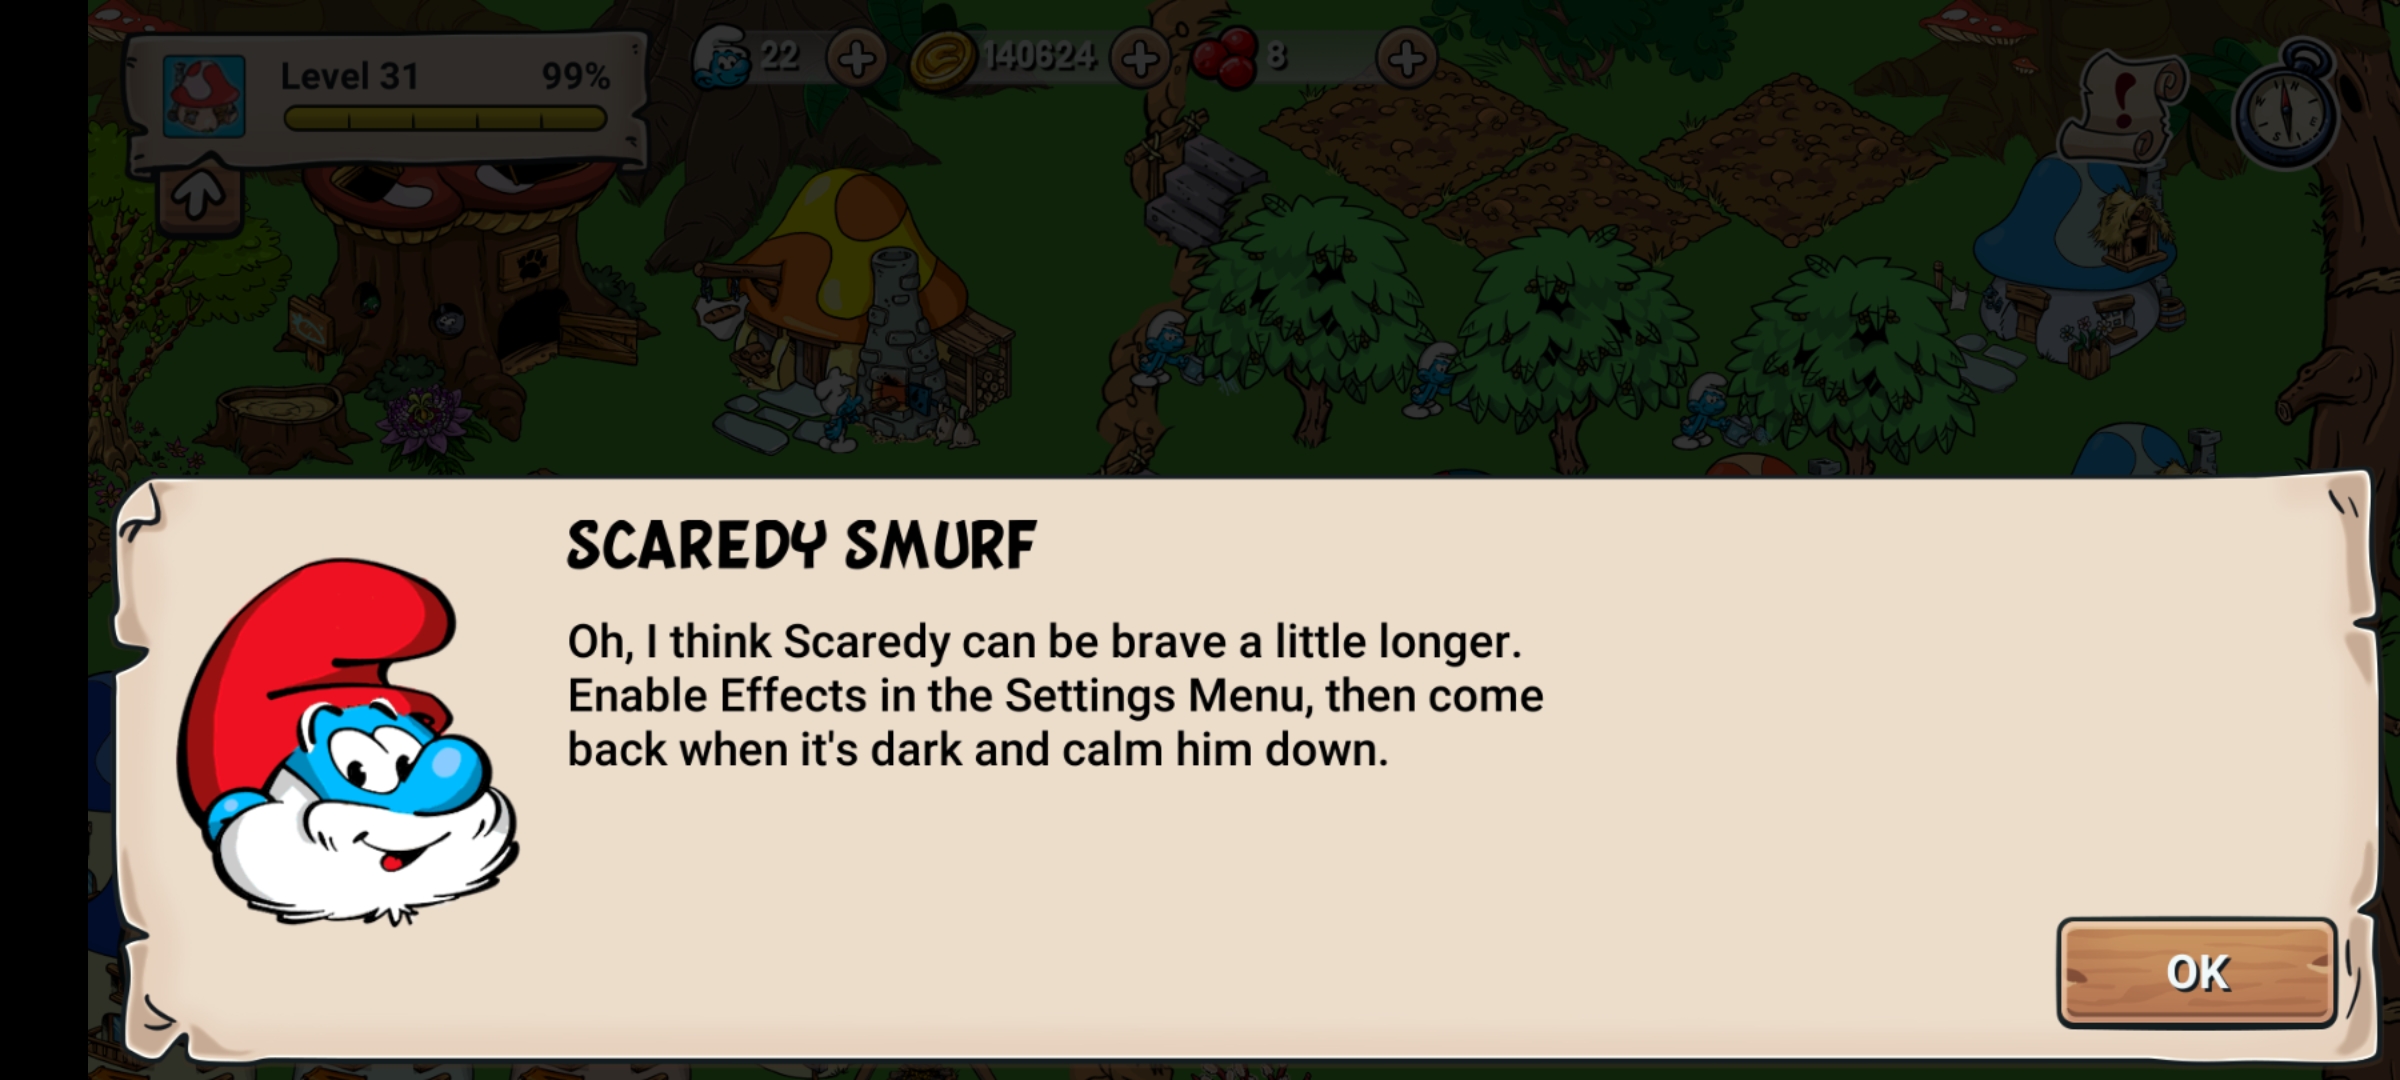 Level 31 99%
22
140624
8
SCAREDY SMURF
Oh, I think Scaredy can be brave a little longer.
Enable Effects in the Settings Menu, then come
back when it's dark and calm him down.
OK